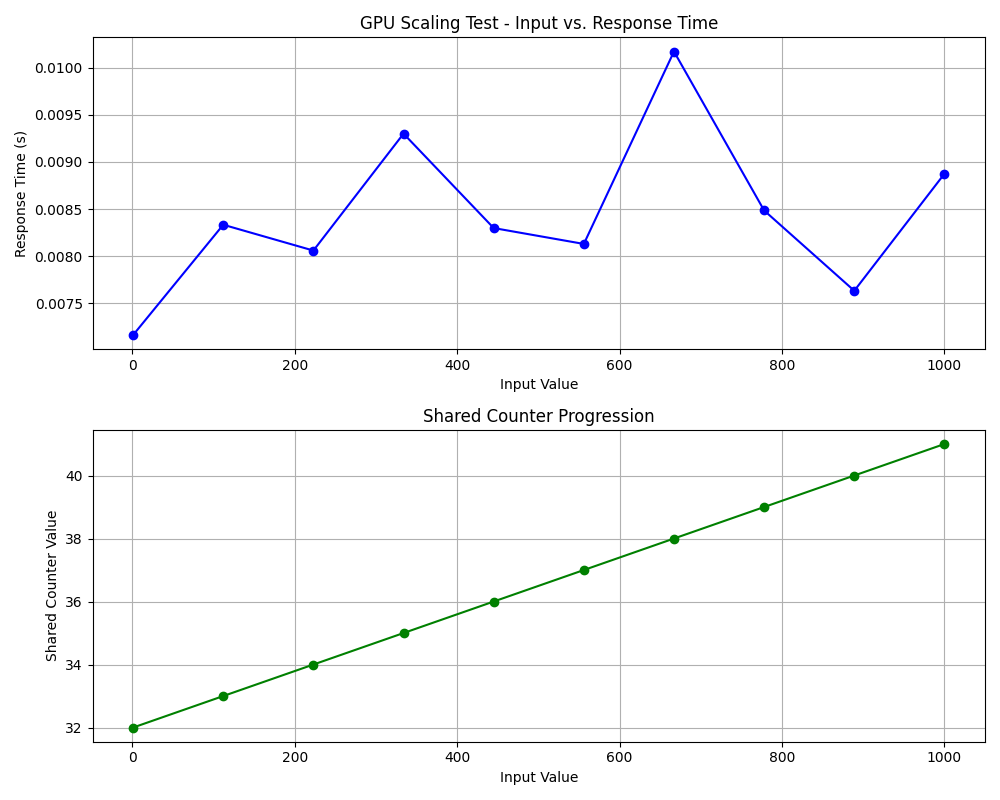 GPU Scaling Test - Input vs. Response Time
Response Time (s)
0.0100
0.0095
0.0090
0.0085
0.0080
0.0075
0 200 400 600 800 1000
Input Value
Shared Counter Progression
Shared Counter Value
40
38
36
34
32
0 200 400 600 800 1000
Input Value